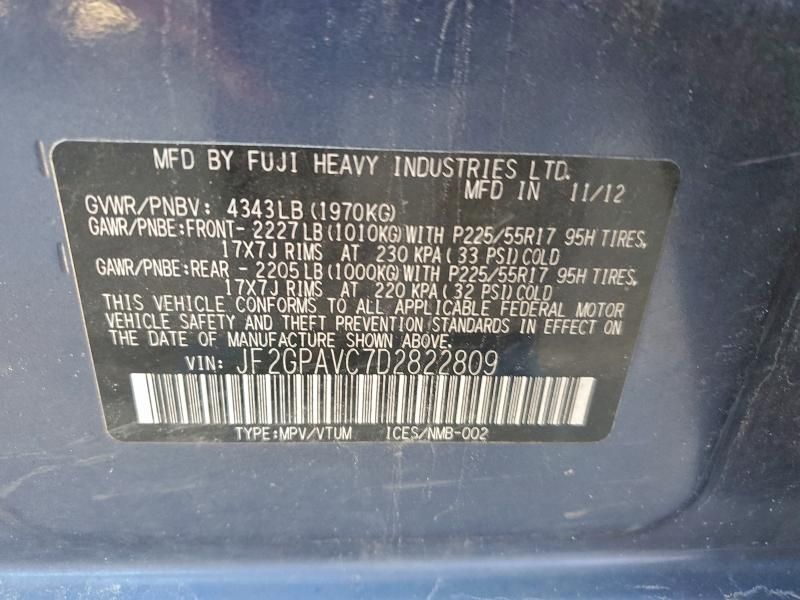 MFD BY FUJI HEAVY INDUSTRIES LTD.
MFD IN 11/12
GVWR/PNBV: 4343LB(1970KG)
GAWR/PNBE:FRONT-2227LB(1010KG)WITH P225/55R17 95H TIRES,
17X7J RIMS AT 230 KPA(33 PSI)COLD
GAWR/PNBE:REAR -2205LB(1000KG)WITH P225/55R17 95H TIRES,
17X7J RIMS AT 220 KPA(32 PSI)COLD
THIS VEHICLE CONFORMS TO ALL APPLICABLE FEDERAL MOTOR
VEHICLE SAFETY AND THEFT PREVENTION STANDARDS IN EFFECT ON
THE DATE OF MANUFACTURE SHOWN ABOVE.
VIN: JF2GPAVC7D2822809
TYPE:MPV/VTUM ICES/NMB-002